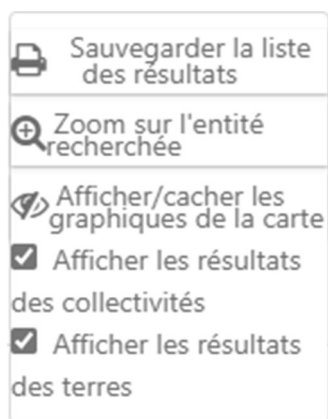 Sauvegarder la liste
des résultats
Zoom sur l'entité
recherchée
Afficher/cacher les
graphiques de la carte
Afficher les résultats
des collectivités
Afficher les résultats
des terres